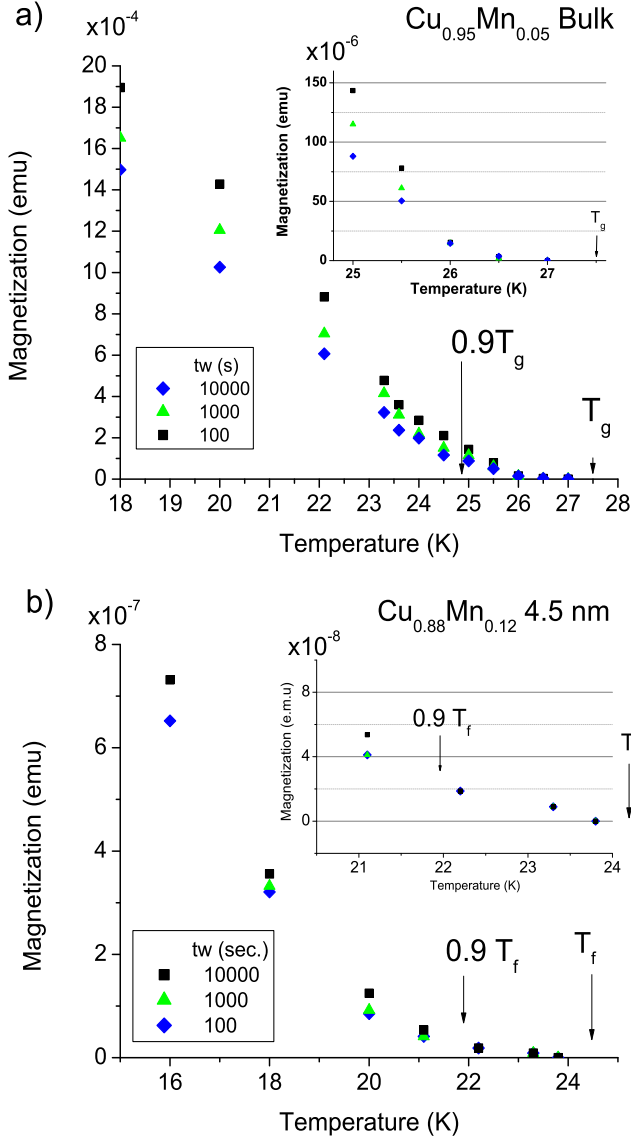 a)
x10-4
Cu0.95Mn0.05 Bulk
20
18
16
14
12
10
8
6
4
2
0
Magnetization (emu)
x10-6
150
100
50
0
Magnetization (emu)
25 26 27
Temperature (K)
Tg
0.9Tg
Tg
tw (s)
10000
1000
100
18 19 20 21 22 23 24 25 26 27 28
Temperature (K)
b)
x10-7
Cu0.88Mn0.12 4.5 nm
8
6
4
2
0
Magnetization (emu)
x10-8
8
4
0
Magnetization (e.m.u)
0.9 Tf
T
21 22 23 24
Temperature (K)
tw (sec.)
10000
1000
100
0.9 Tf
Tf
16 18 20 22 24
Temperature (K)